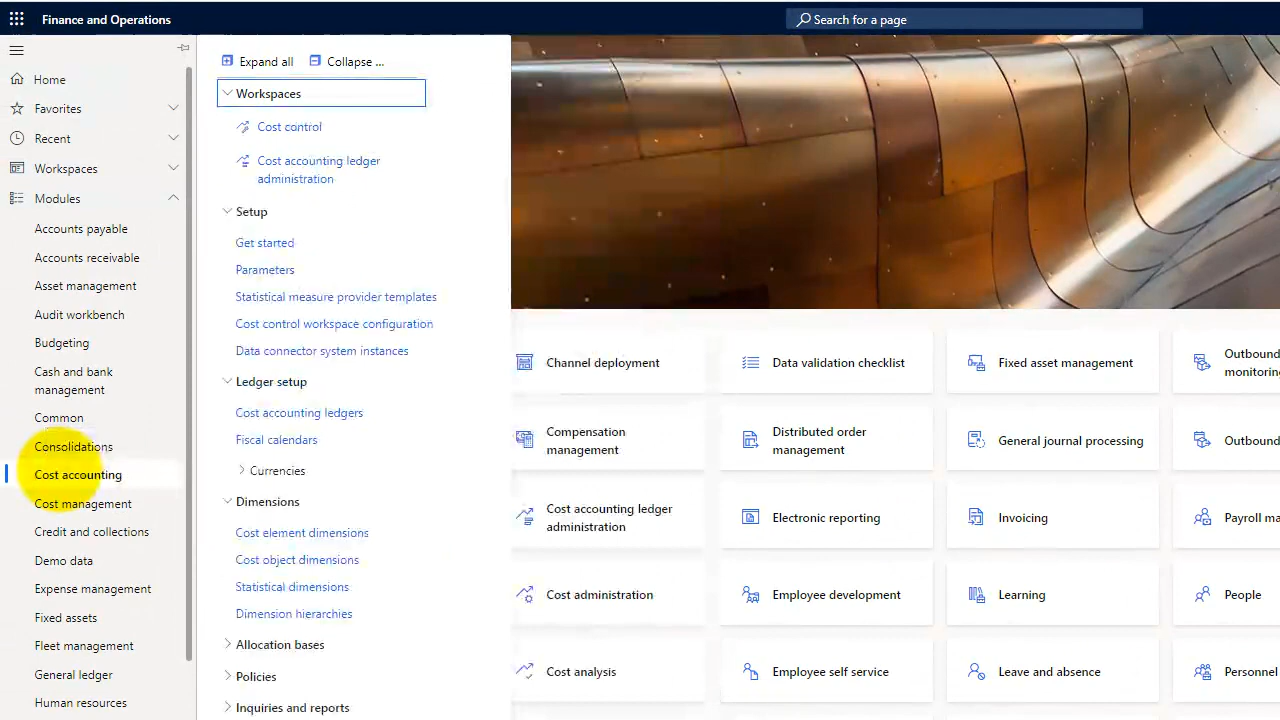 Finance and Operations
Search for a page
Home
Favorites
Recent
Workspaces
Modules
Accounts payable
Accounts receivable
Asset management
Audit workbench
Budgeting
Cash and bank
management
Common
Consolidations
Cost accounting
Cost management
Credit and collections
Demo data
Expense management
Fixed assets
Fleet management
General ledger
Human resources
Expand all
Collapse ...
Workspaces
Cost control
Cost accounting ledger
administration
Setup
Get started
Parameters
Statistical measure provider templates
Cost control workspace configuration
Data connector system instances
Ledger setup
Cost accounting ledgers
Fiscal calendars
Currencies
Dimensions
Cost element dimensions
Cost object dimensions
Statistical dimensions
Dimension hierarchies
Allocation bases
Policies
Inquiries and reports
Channel deployment
Data validation checklist
Fixed asset management
Outbound
monitoring
Compensation
management
Distributed order
management
General journal processing
Outbound
Cost accounting ledger
administration
Electronic reporting
Invoicing
Payroll ma
Cost administration
Employee development
Learning
People
Cost analysis
Employee self service
Leave and absence
Personnel